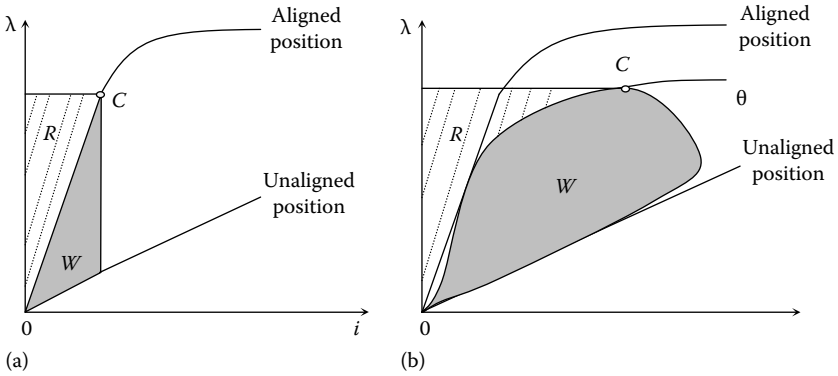 λ
Aligned
position
C
R
Unaligned
position
W
0
i
(a)
λ
Aligned
position
C
θ
R
Unaligned
position
W
0
(b)